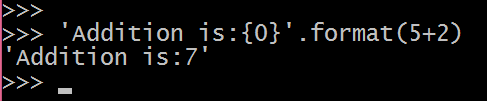 >>>
>>> 'Addition is:{0}'.format(5+2)
'Addition is:7'
>>> _